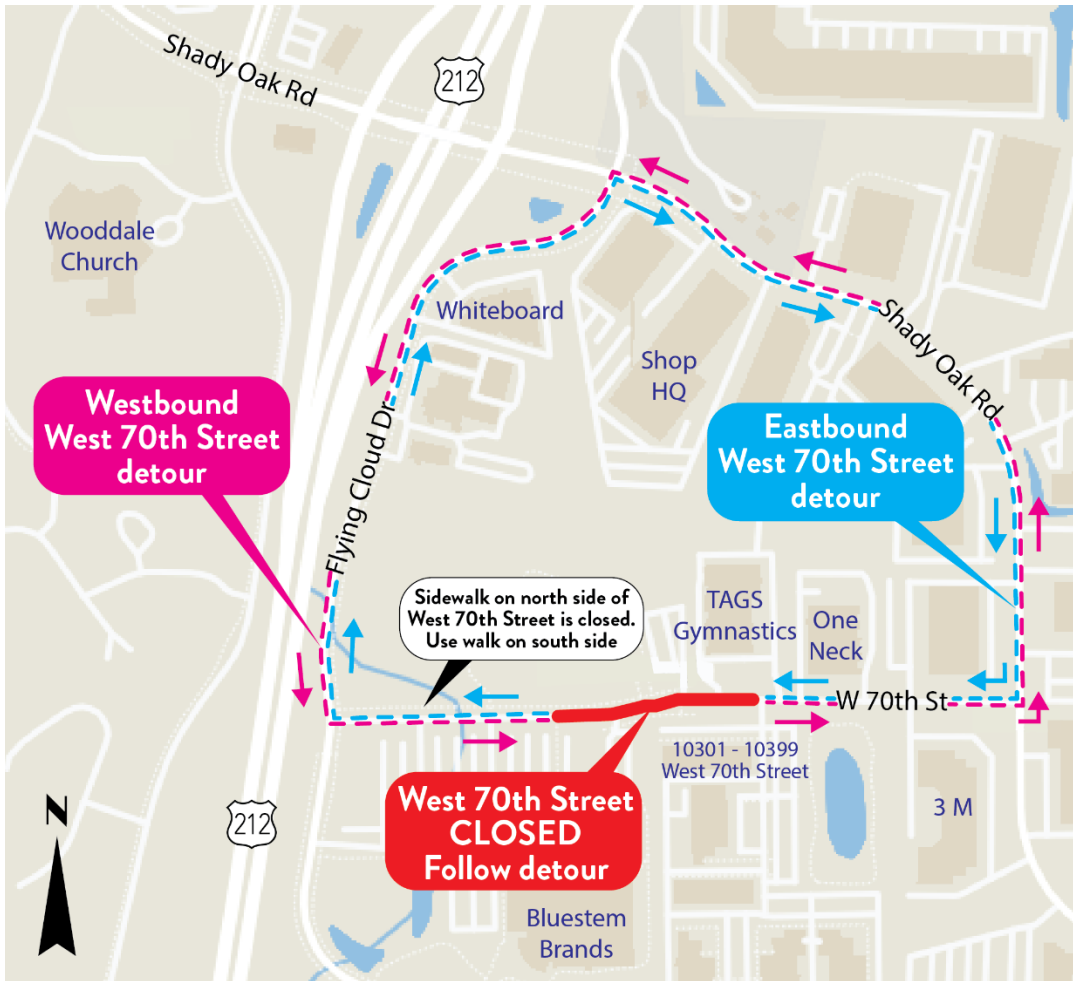 Shady Oak Rd
212
Wooddale
Church
Whiteboard
Shop
HQ
Shady Oak Rd
Westbound
West 70th Street
detour
Eastbound
West 70th Street
detour
Flying Cloud Dr
Sidewalk on north side of
West 70th Street is closed.
Use walk on south side
TAGS
Gymnastics
One
Neck
W 70th St
10301 - 10399
West 70th Street
West 70th Street
CLOSED
Follow detour
3 M
N
212
Bluestem
Brands